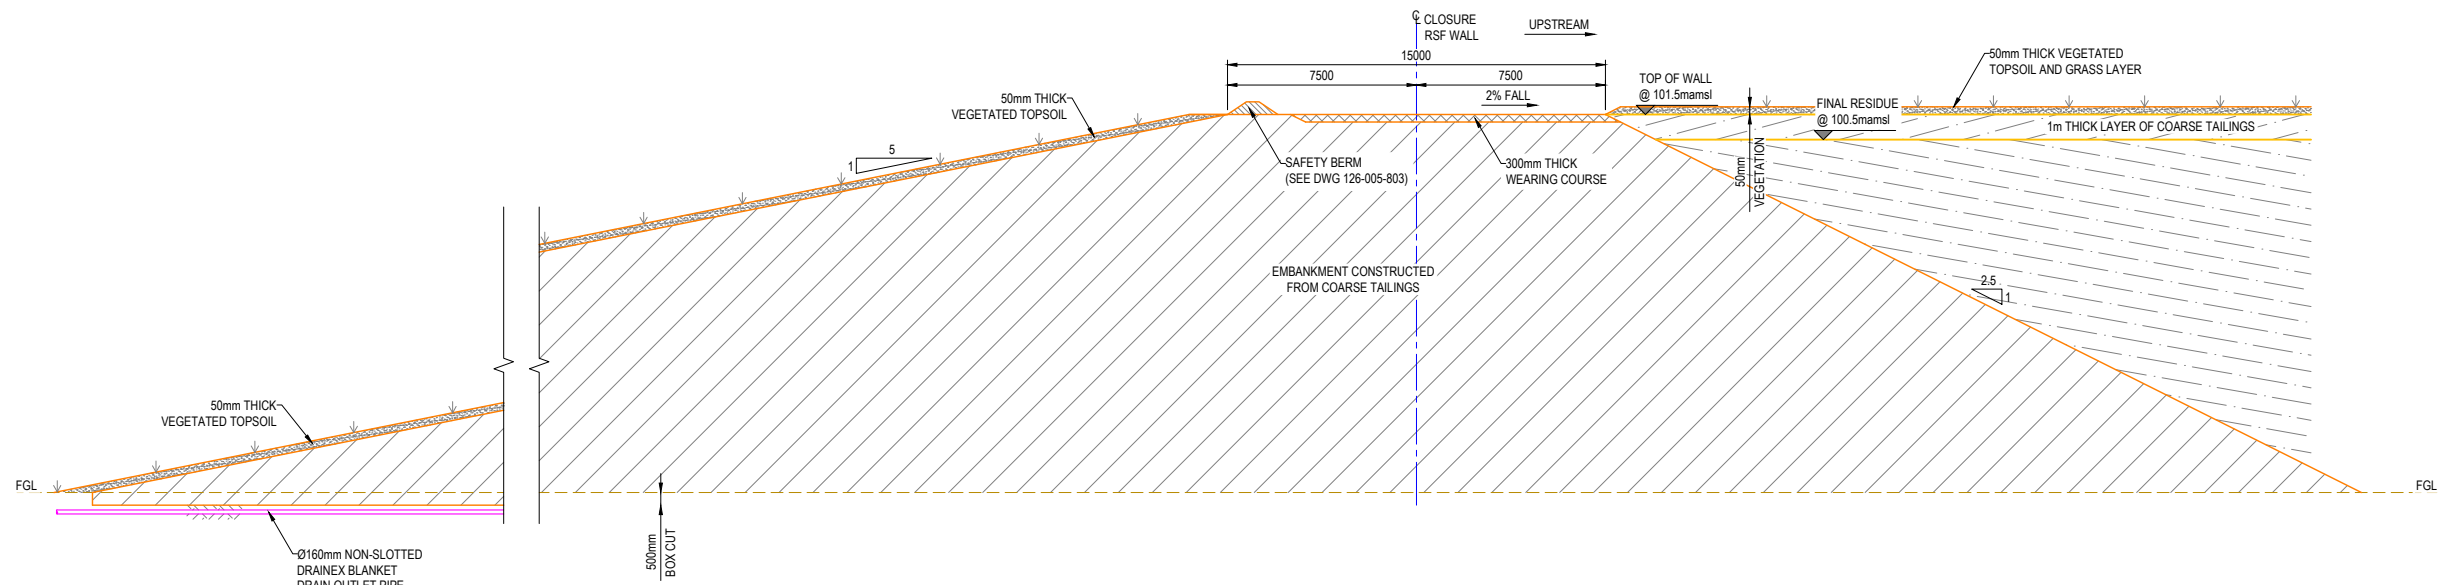 ℄ CLOSURE
RSF WALL
UPSTREAM
15000
7500
7500
2% FALL
TOP OF WALL
@ 101.5mamsl
50mm THICK VEGETATED
TOPSOIL AND GRASS LAYER
FINAL RESIDUE
@ 100.5mamsl
1m THICK LAYER OF COARSE TAILINGS
50mm THICK
VEGETATED TOPSOIL
5
1
SAFETY BERM
(SEE DWG 126-005-803)
300mm THICK
WEARING COURSE
50mm
VEGETATION
EMBANKMENT CONSTRUCTED
FROM COARSE TAILINGS
2.5
1
50mm THICK
VEGETATED TOPSOIL
FGL
FGL
500mm
BOX CUT
Ø160mm NON-SLOTTED
DRAINEX BLANKET
DRAIN OUTLET PIPE